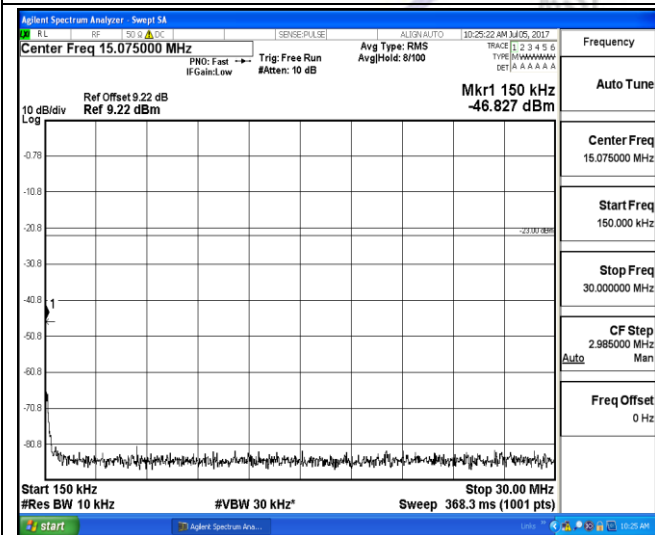 Agilent Spectrum Analyzer - Swept SA
RL RF 50 Ω DC SENSE:PULSE ALIGN AUTO 10:25:22 AM Jul 05, 2017
Center Freq 15.075000 MHz
PNO: Fast
IFGain:Low
Trig: Free Run
#Atten: 10 dB
Avg Type: RMS
Avg|Hold: 8/100
TRACE 1 2 3 4 5 6
TYPE MWWWWW
DET A A A A A A
Mkr1 150 kHz
-46.827 dBm
Ref Offset 9.22 dB
10 dB/div Ref 9.22 dBm
Log
-0.78
-10.8
-20.8
-23.00 dBm
-30.8
-40.8
1
-50.8
-60.8
-70.8
-80.8
Start 150 kHz Stop 30.00 MHz
#Res BW 10 kHz #VBW 30 kHz* Sweep 368.3 ms (1001 pts)
Frequency
Auto Tune
Center Freq
15.075000 MHz
Start Freq
150.000 kHz
Stop Freq
30.000000 MHz
CF Step
2.985000 MHz
Auto Man
Freq Offset
0 Hz
start Agilent Spectrum Ana... Links » 10:25 AM